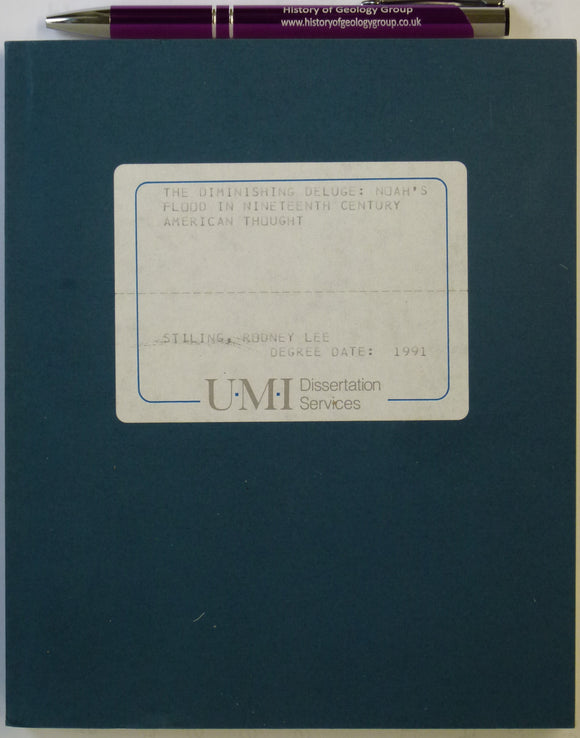 History of Geology Group
www.historyofgeologygroup.co.uk
THE DIMINISHING DELUGE: NOAH'S
FLOOD IN NINETEENTH CENTURY
AMERICAN THOUGHT
STILING, RODNEY LEE
DEGREE DATE: 1991
U·M·I Dissertation
Services